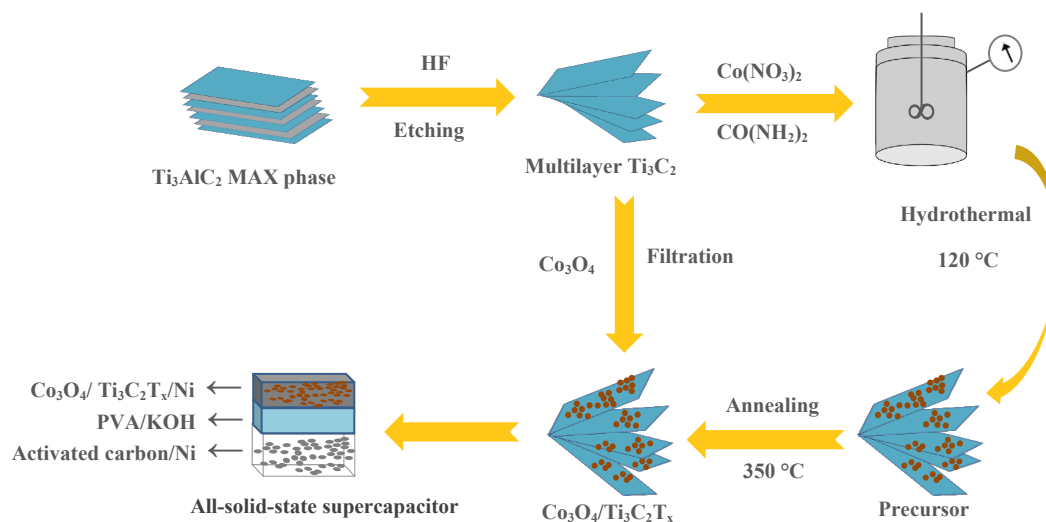 HF
Etching
Ti₃AlC₂ MAX phase
Multilayer Ti₃C₂
Co(NO₃)₂
CO(NH₂)₂
Hydrothermal
120 °C
Co₃O₄
Filtration
Annealing
350 °C
Precursor
Co₃O₄/Ti₃C₂Tₓ
Co₃O₄/ Ti₃C₂Tₓ/Ni
PVA/KOH
Activated carbon/Ni
All-solid-state supercapacitor